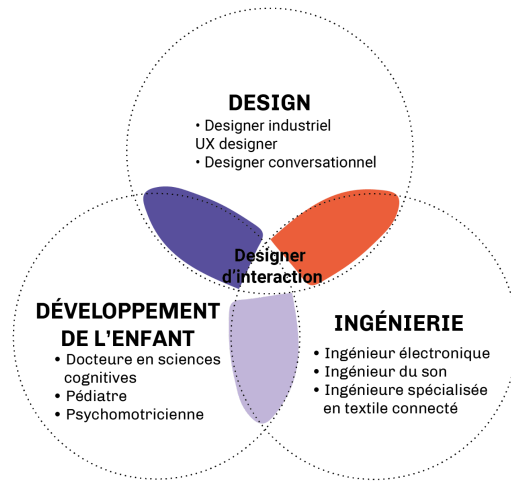 DESIGN
• Designer industriel
UX designer
• Designer conversationnel
Designer
d'interaction
DÉVELOPPEMENT
DE L'ENFANT
• Docteure en sciences
cognitives
• Pédiatre
• Psychomotricienne
INGÉNIERIE
• Ingénieur électronique
• Ingénieur du son
• Ingénieure spécialisée
en textile connecté